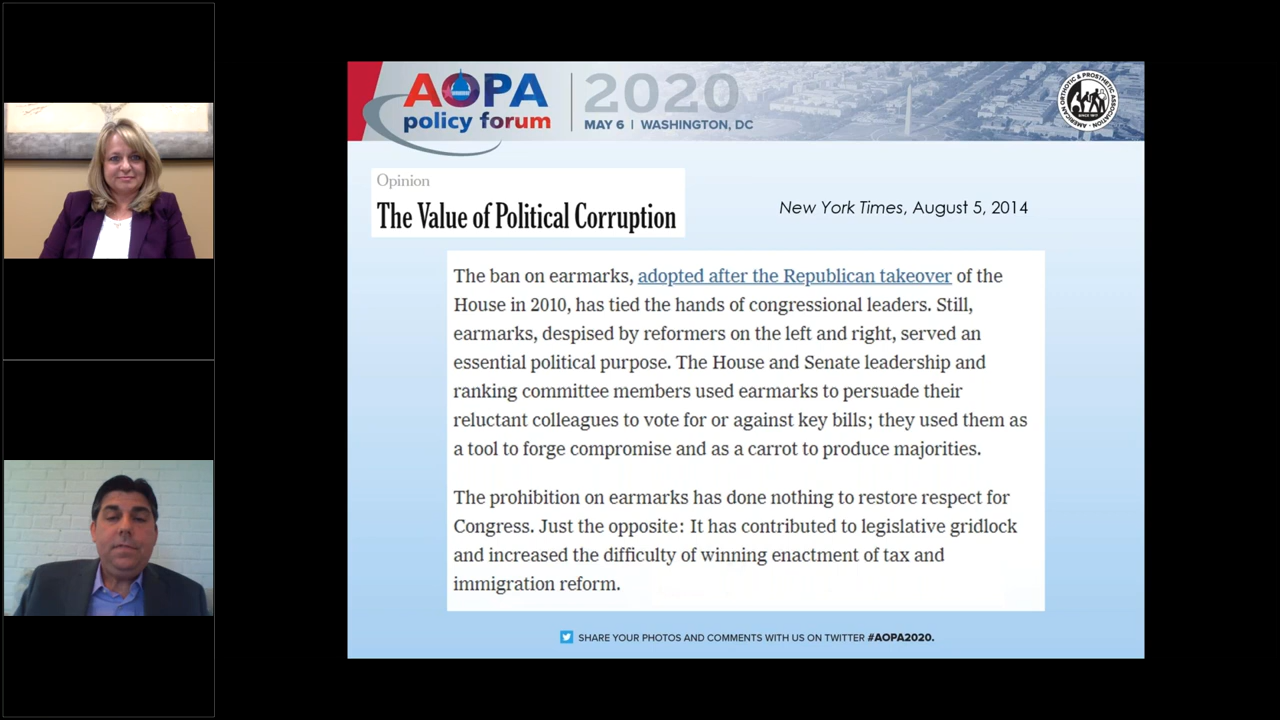 AOPA
policy forum
2020
MAY 6 | WASHINGTON, DC
AMERICAN ORTHOTIC & PROSTHETIC ASSOCIATION
Opinion
The Value of Political Corruption
New York Times, August 5, 2014
The ban on earmarks, adopted after the Republican takeover of the
House in 2010, has tied the hands of congressional leaders. Still,
earmarks, despised by reformers on the left and right, served an
essential political purpose. The House and Senate leadership and
ranking committee members used earmarks to persuade their
reluctant colleagues to vote for or against key bills; they used them as
a tool to forge compromise and as a carrot to produce majorities.
The prohibition on earmarks has done nothing to restore respect for
Congress. Just the opposite: It has contributed to legislative gridlock
and increased the difficulty of winning enactment of tax and
immigration reform.
SHARE YOUR PHOTOS AND COMMENTS WITH US ON TWITTER #AOPA2020.